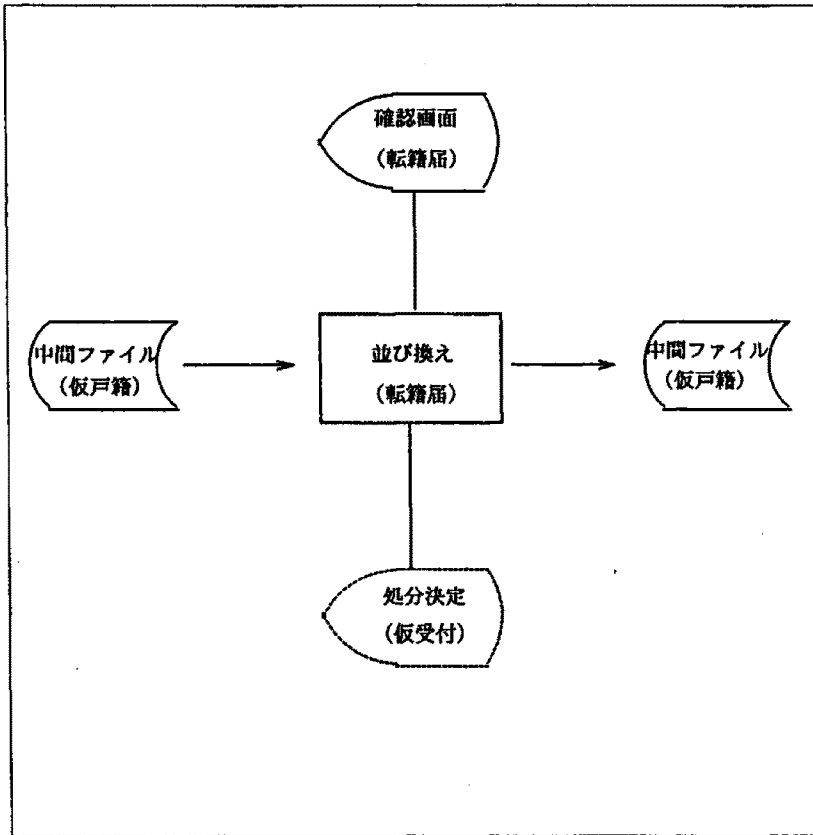 確認画面
(転籍届)
中間ファイル
(仮戸籍)
並び換え
(転籍届)
中間ファイル
(仮戸籍)
処分決定
(仮受付)